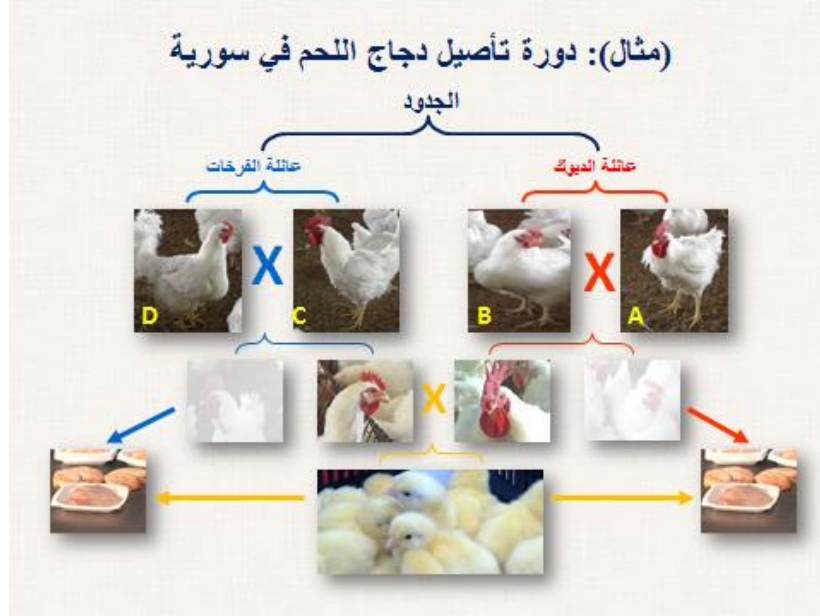 (مثال): دورة تأصيل دجاج اللحم في سورية
الجدود
عائلة الديوك
عائلة الفرخات
A
X
B
C
X
D
X